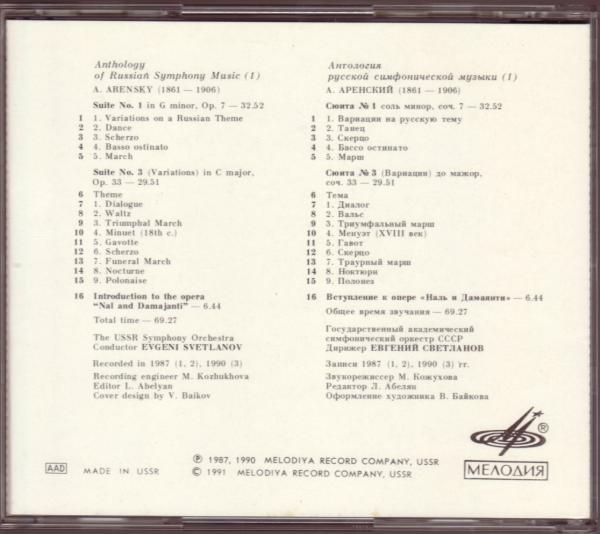 Anthology
of Russian Symphony Music (1)
A. ARENSKY (1861 — 1906)
Suite No. 1 in G minor, Op. 7 — 32.52
1 1. Variations on a Russian Theme
2 2. Dance
3 3. Scherzo
4 4. Basso ostinato
5 5. March
Suite No. 3 (Variations) in C major,
Op. 33 — 29.51
6 Theme
7 1. Dialogue
8 2. Waltz
9 3. Triumphal March
10 4. Minuet (18th c.)
11 5. Gavotte
12 6. Scherzo
13 7. Funeral March
14 8. Nocturne
15 9. Polonaise
16 Introduction to the opera
"Nal and Damajanti" — 6.44
Total time — 69.27
The USSR Symphony Orchestra
Conductor EVGENI SVETLANOV
Recorded in 1987 (1, 2), 1990 (3)
Recording engineer M. Kozhukhova
Editor L. Abelyan
Cover design by V. Baikov
Антология
русской симфонической музыки (1)
А. АРЕНСКИЙ (1861 — 1906)
Сюита № 1 соль минор, соч. 7 — 32.52
1 1. Вариации на русскую тему
2 2. Танец
3 3. Скерцо
4 4. Бассо остинато
5 5. Марш
Сюита № 3 (Вариации) до мажор,
соч. 33 — 29.51
6 Тема
7 1. Диалог
8 2. Вальс
9 3. Триумфальный марш
10 4. Менуэт (XVIII век)
11 5. Гавот
12 6. Скерцо
13 7. Траурный марш
14 8. Ноктюрн
15 9. Полонез
16 Вступление к опере «Наль и Дамаянти» — 6.44
Общее время звучания — 69.27
Государственный академический
симфонический оркестр СССР
Дирижер ЕВГЕНИЙ СВЕТЛАНОВ
Записи 1987 (1, 2), 1990 (3) гг.
Звукорежиссер М. Кожухова
Редактор Л. Абелян
Оформление художника В. Байкова
®
МЕЛОДИЯ
AAD MADE IN USSR
℗ 1987, 1990 MELODIYA RECORD COMPANY, USSR
© 1991 MELODIYA RECORD COMPANY, USSR